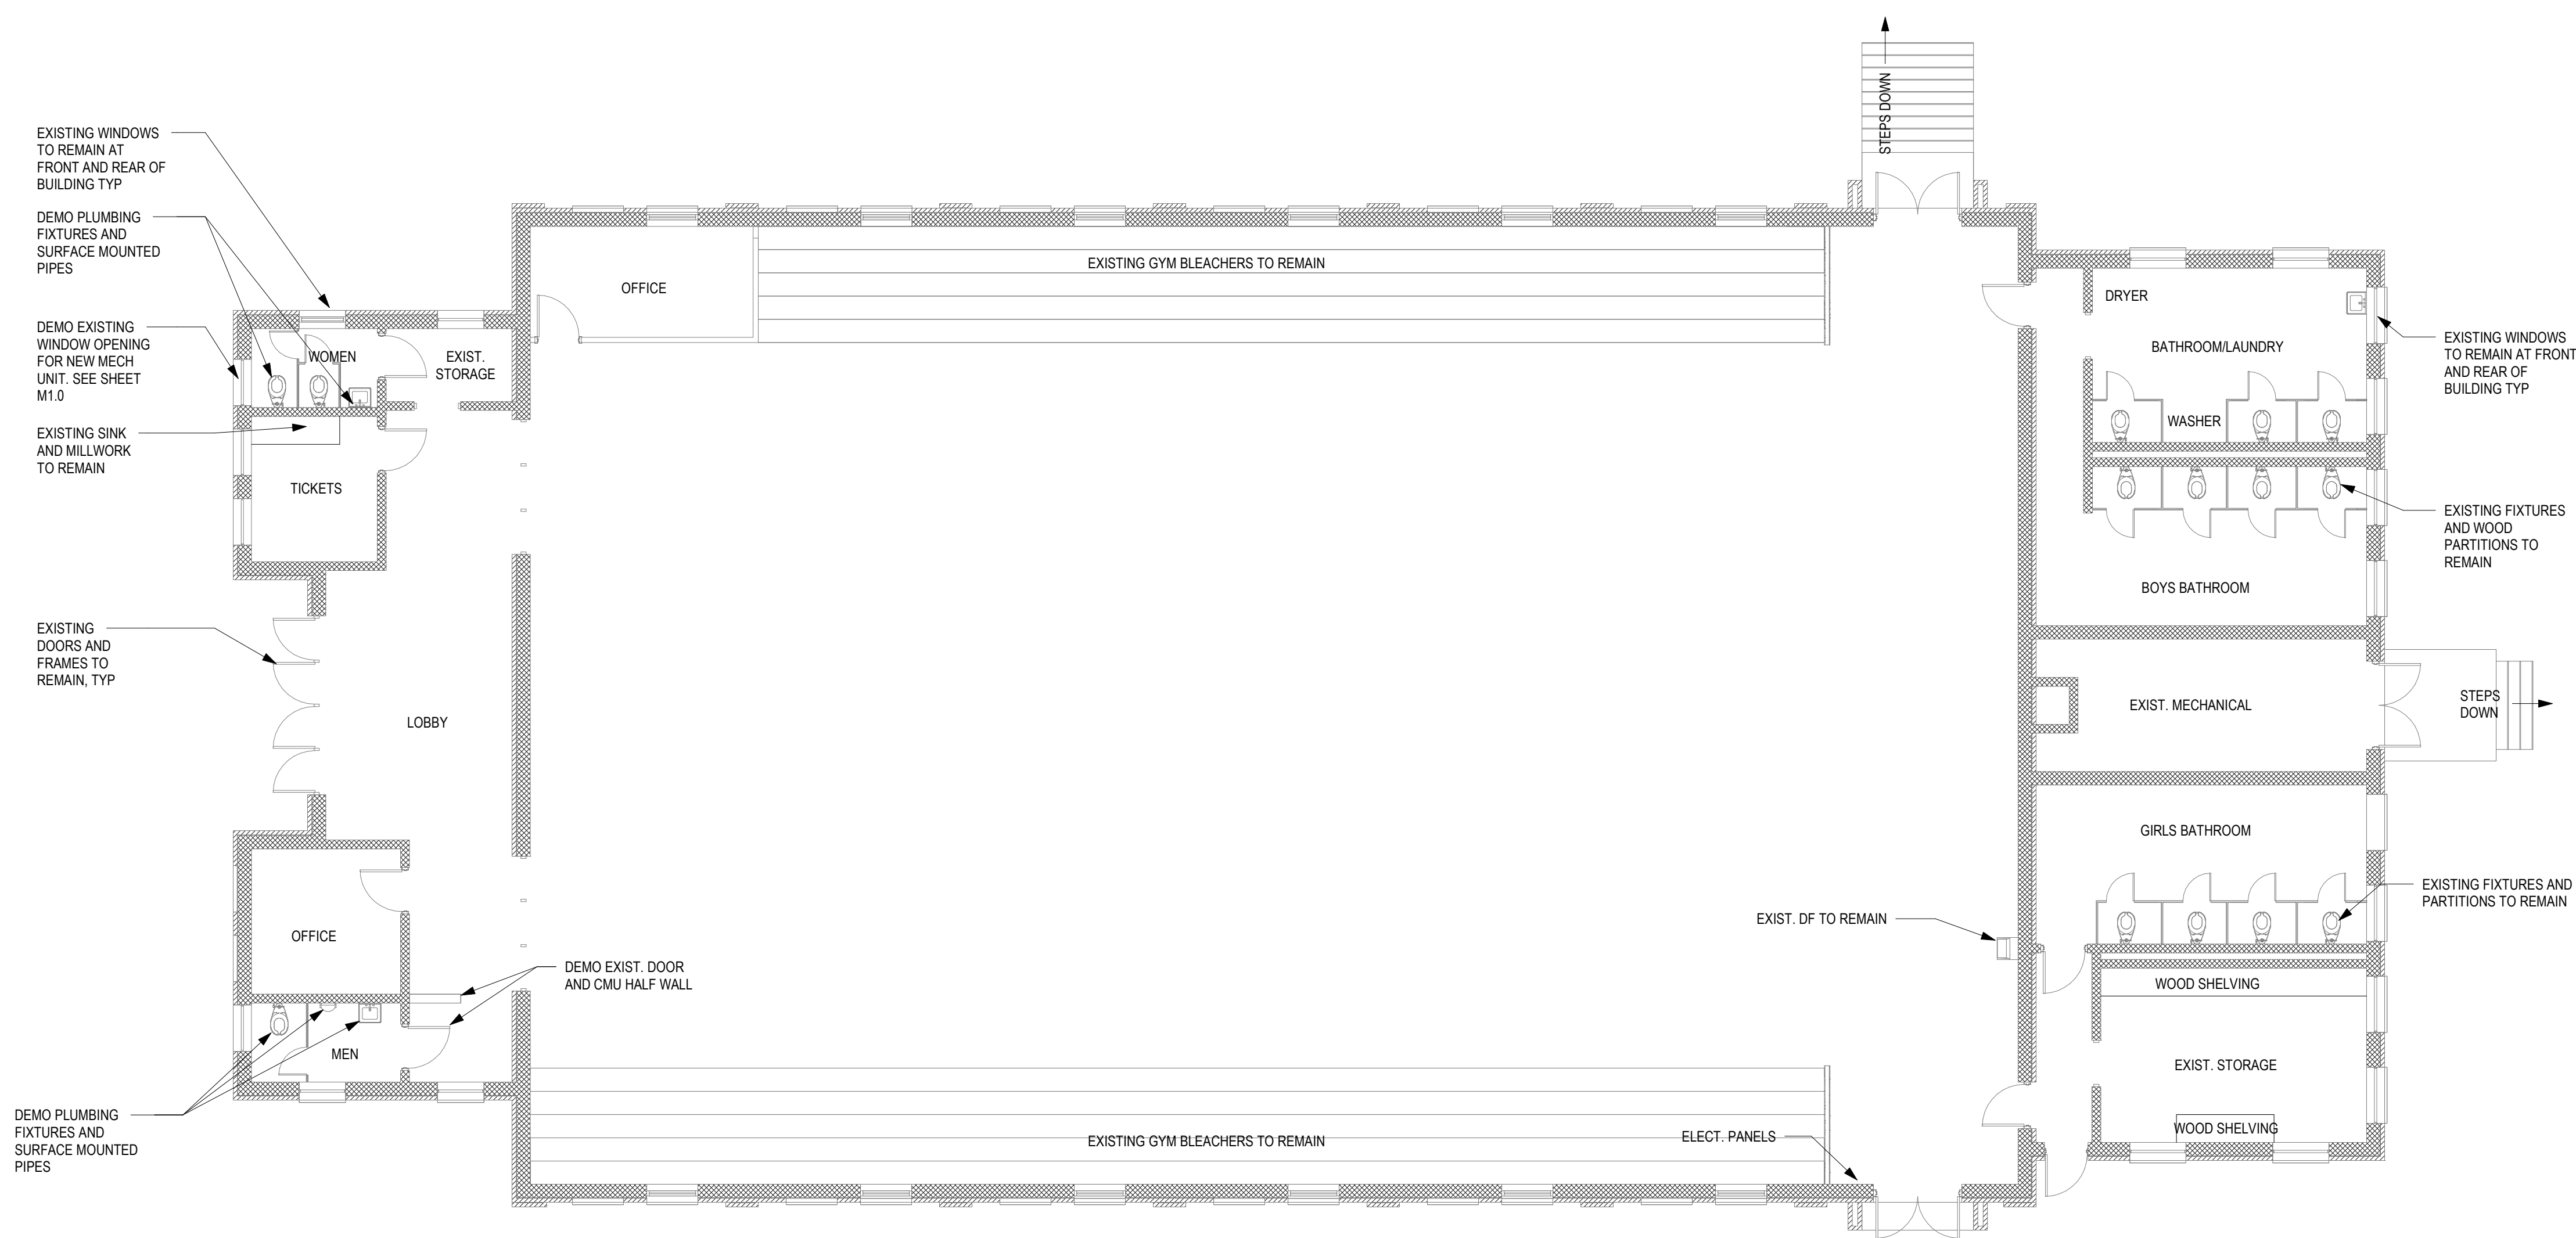 STEPS DOWN
EXISTING WINDOWS
TO REMAIN AT
FRONT AND REAR OF
BUILDING TYP
DEMO PLUMBING
FIXTURES AND
SURFACE MOUNTED
PIPES
DEMO EXISTING
WINDOW OPENING
FOR NEW MECH
UNIT. SEE SHEET
M1.0
EXISTING SINK
AND MILLWORK
TO REMAIN
EXISTING
DOORS AND
FRAMES TO
REMAIN, TYP
DEMO PLUMBING
FIXTURES AND
SURFACE MOUNTED
PIPES
WOMEN
EXIST.
STORAGE
TICKETS
LOBBY
OFFICE
MEN
DEMO EXIST. DOOR
AND CMU HALF WALL
OFFICE
EXISTING GYM BLEACHERS TO REMAIN
EXISTING GYM BLEACHERS TO REMAIN
EXIST. DF TO REMAIN
ELECT. PANELS
DRYER
BATHROOM/LAUNDRY
WASHER
BOYS BATHROOM
EXIST. MECHANICAL
GIRLS BATHROOM
WOOD SHELVING
EXIST. STORAGE
WOOD SHELVING
EXISTING WINDOWS
TO REMAIN AT FRONT
AND REAR OF
BUILDING TYP
EXISTING FIXTURES
AND WOOD
PARTITIONS TO
REMAIN
STEPS
DOWN
EXISTING FIXTURES AND
PARTITIONS TO REMAIN